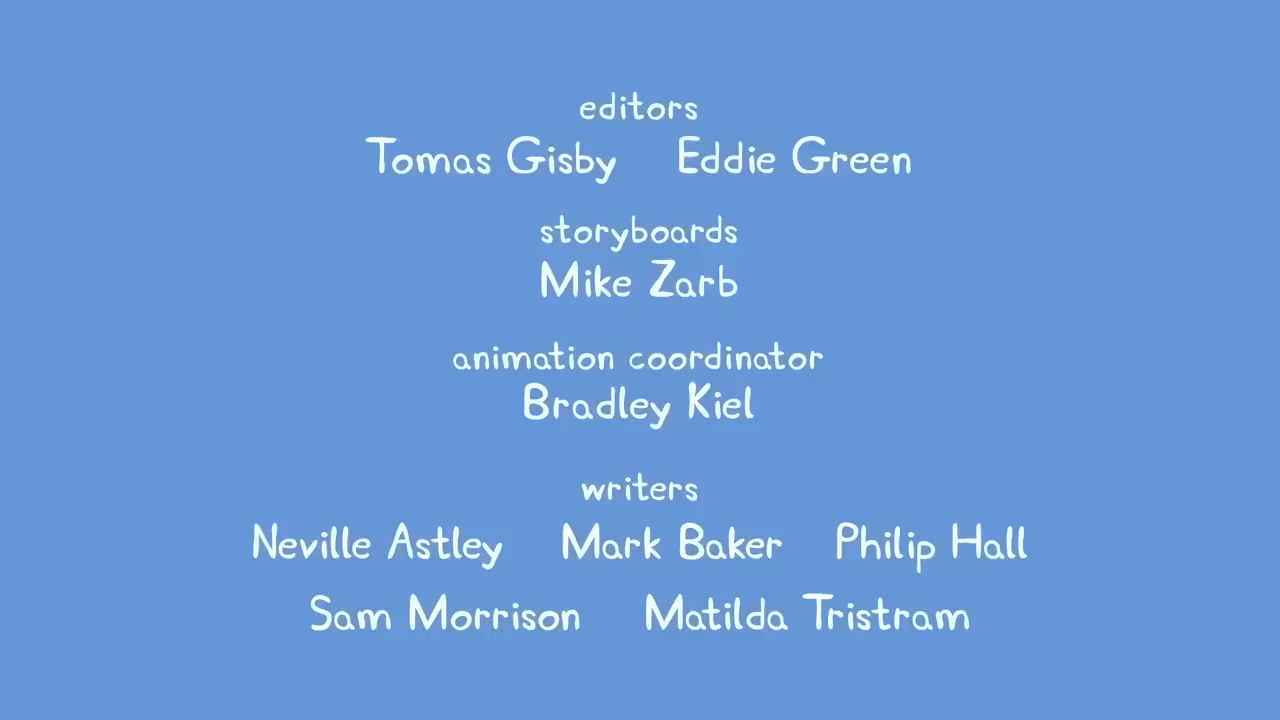 editors
Tomas Gisby Eddie Green
storyboards
Mike Zarb
animation coordinator
Bradley Kiel
writers
Neville Astley Mark Baker Philip Hall
Sam Morrison Matilda Tristram